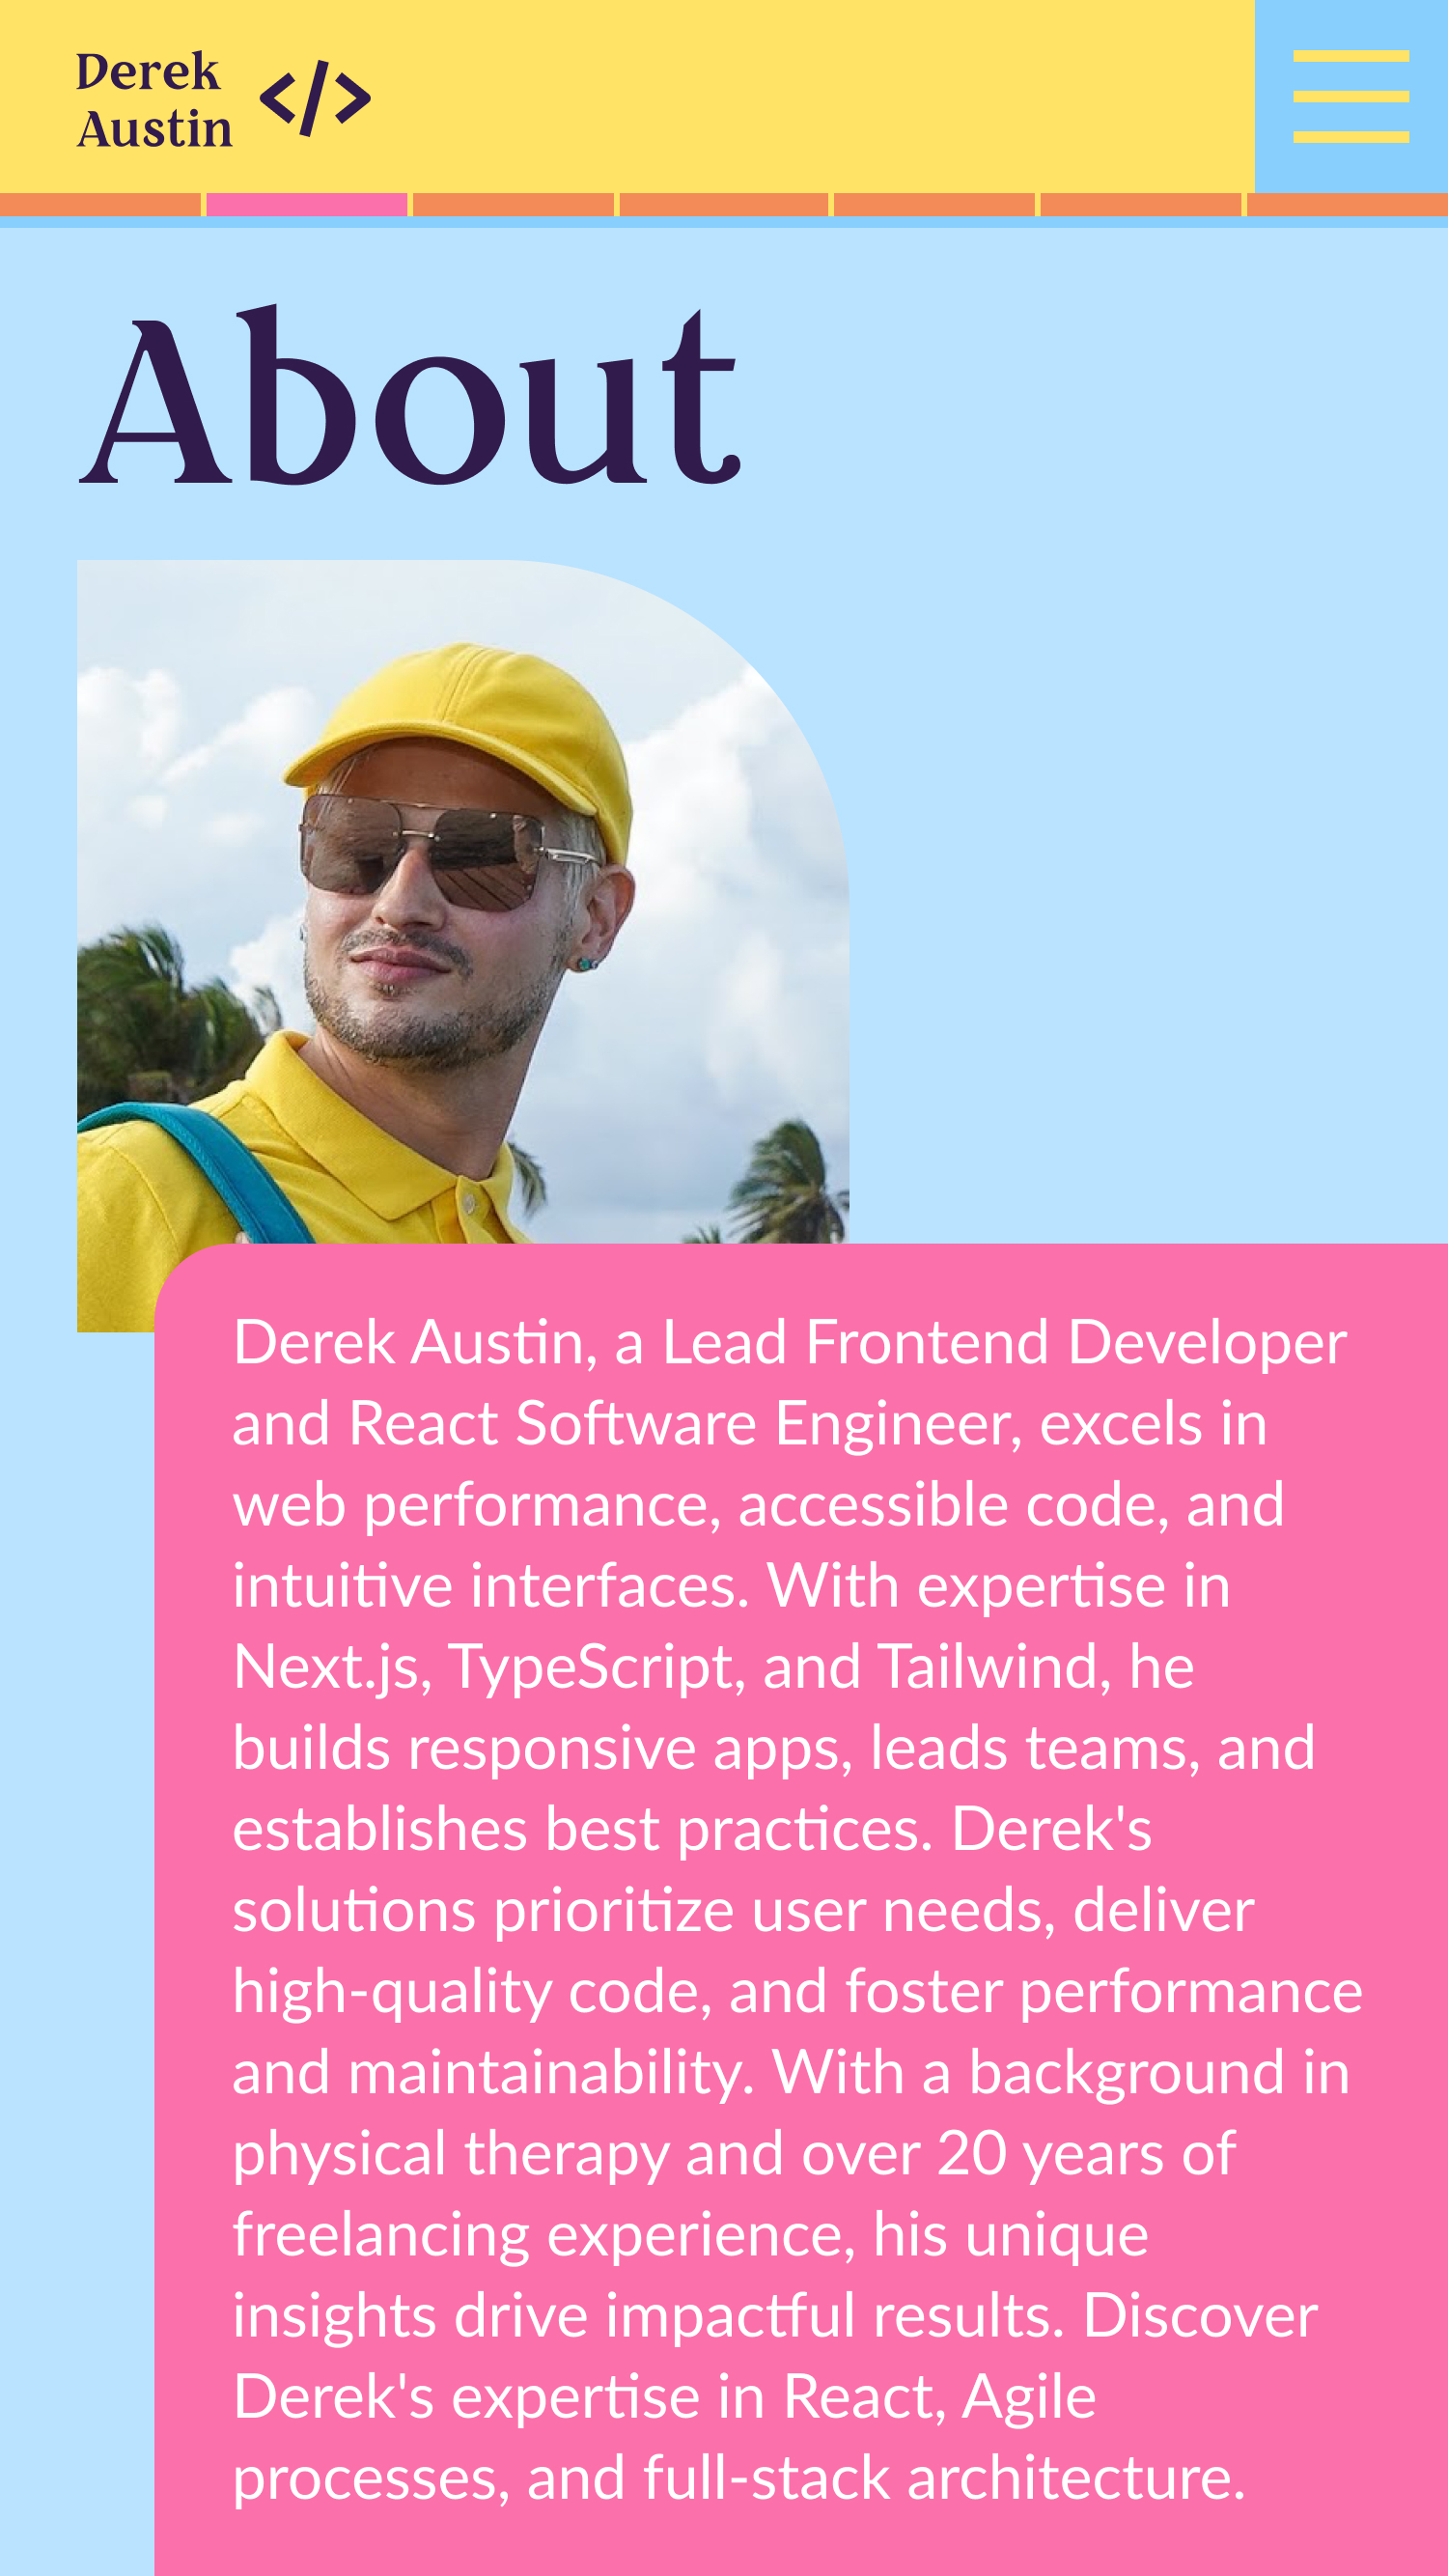 Derek
Austin </>
About
Derek Austin, a Lead Frontend Developer
and React Software Engineer, excels in
web performance, accessible code, and
intuitive interfaces. With expertise in
Next.js, TypeScript, and Tailwind, he
builds responsive apps, leads teams, and
establishes best practices. Derek's
solutions prioritize user needs, deliver
high-quality code, and foster performance
and maintainability. With a background in
physical therapy and over 20 years of
freelancing experience, his unique
insights drive impactful results. Discover
Derek's expertise in React, Agile
processes, and full-stack architecture.